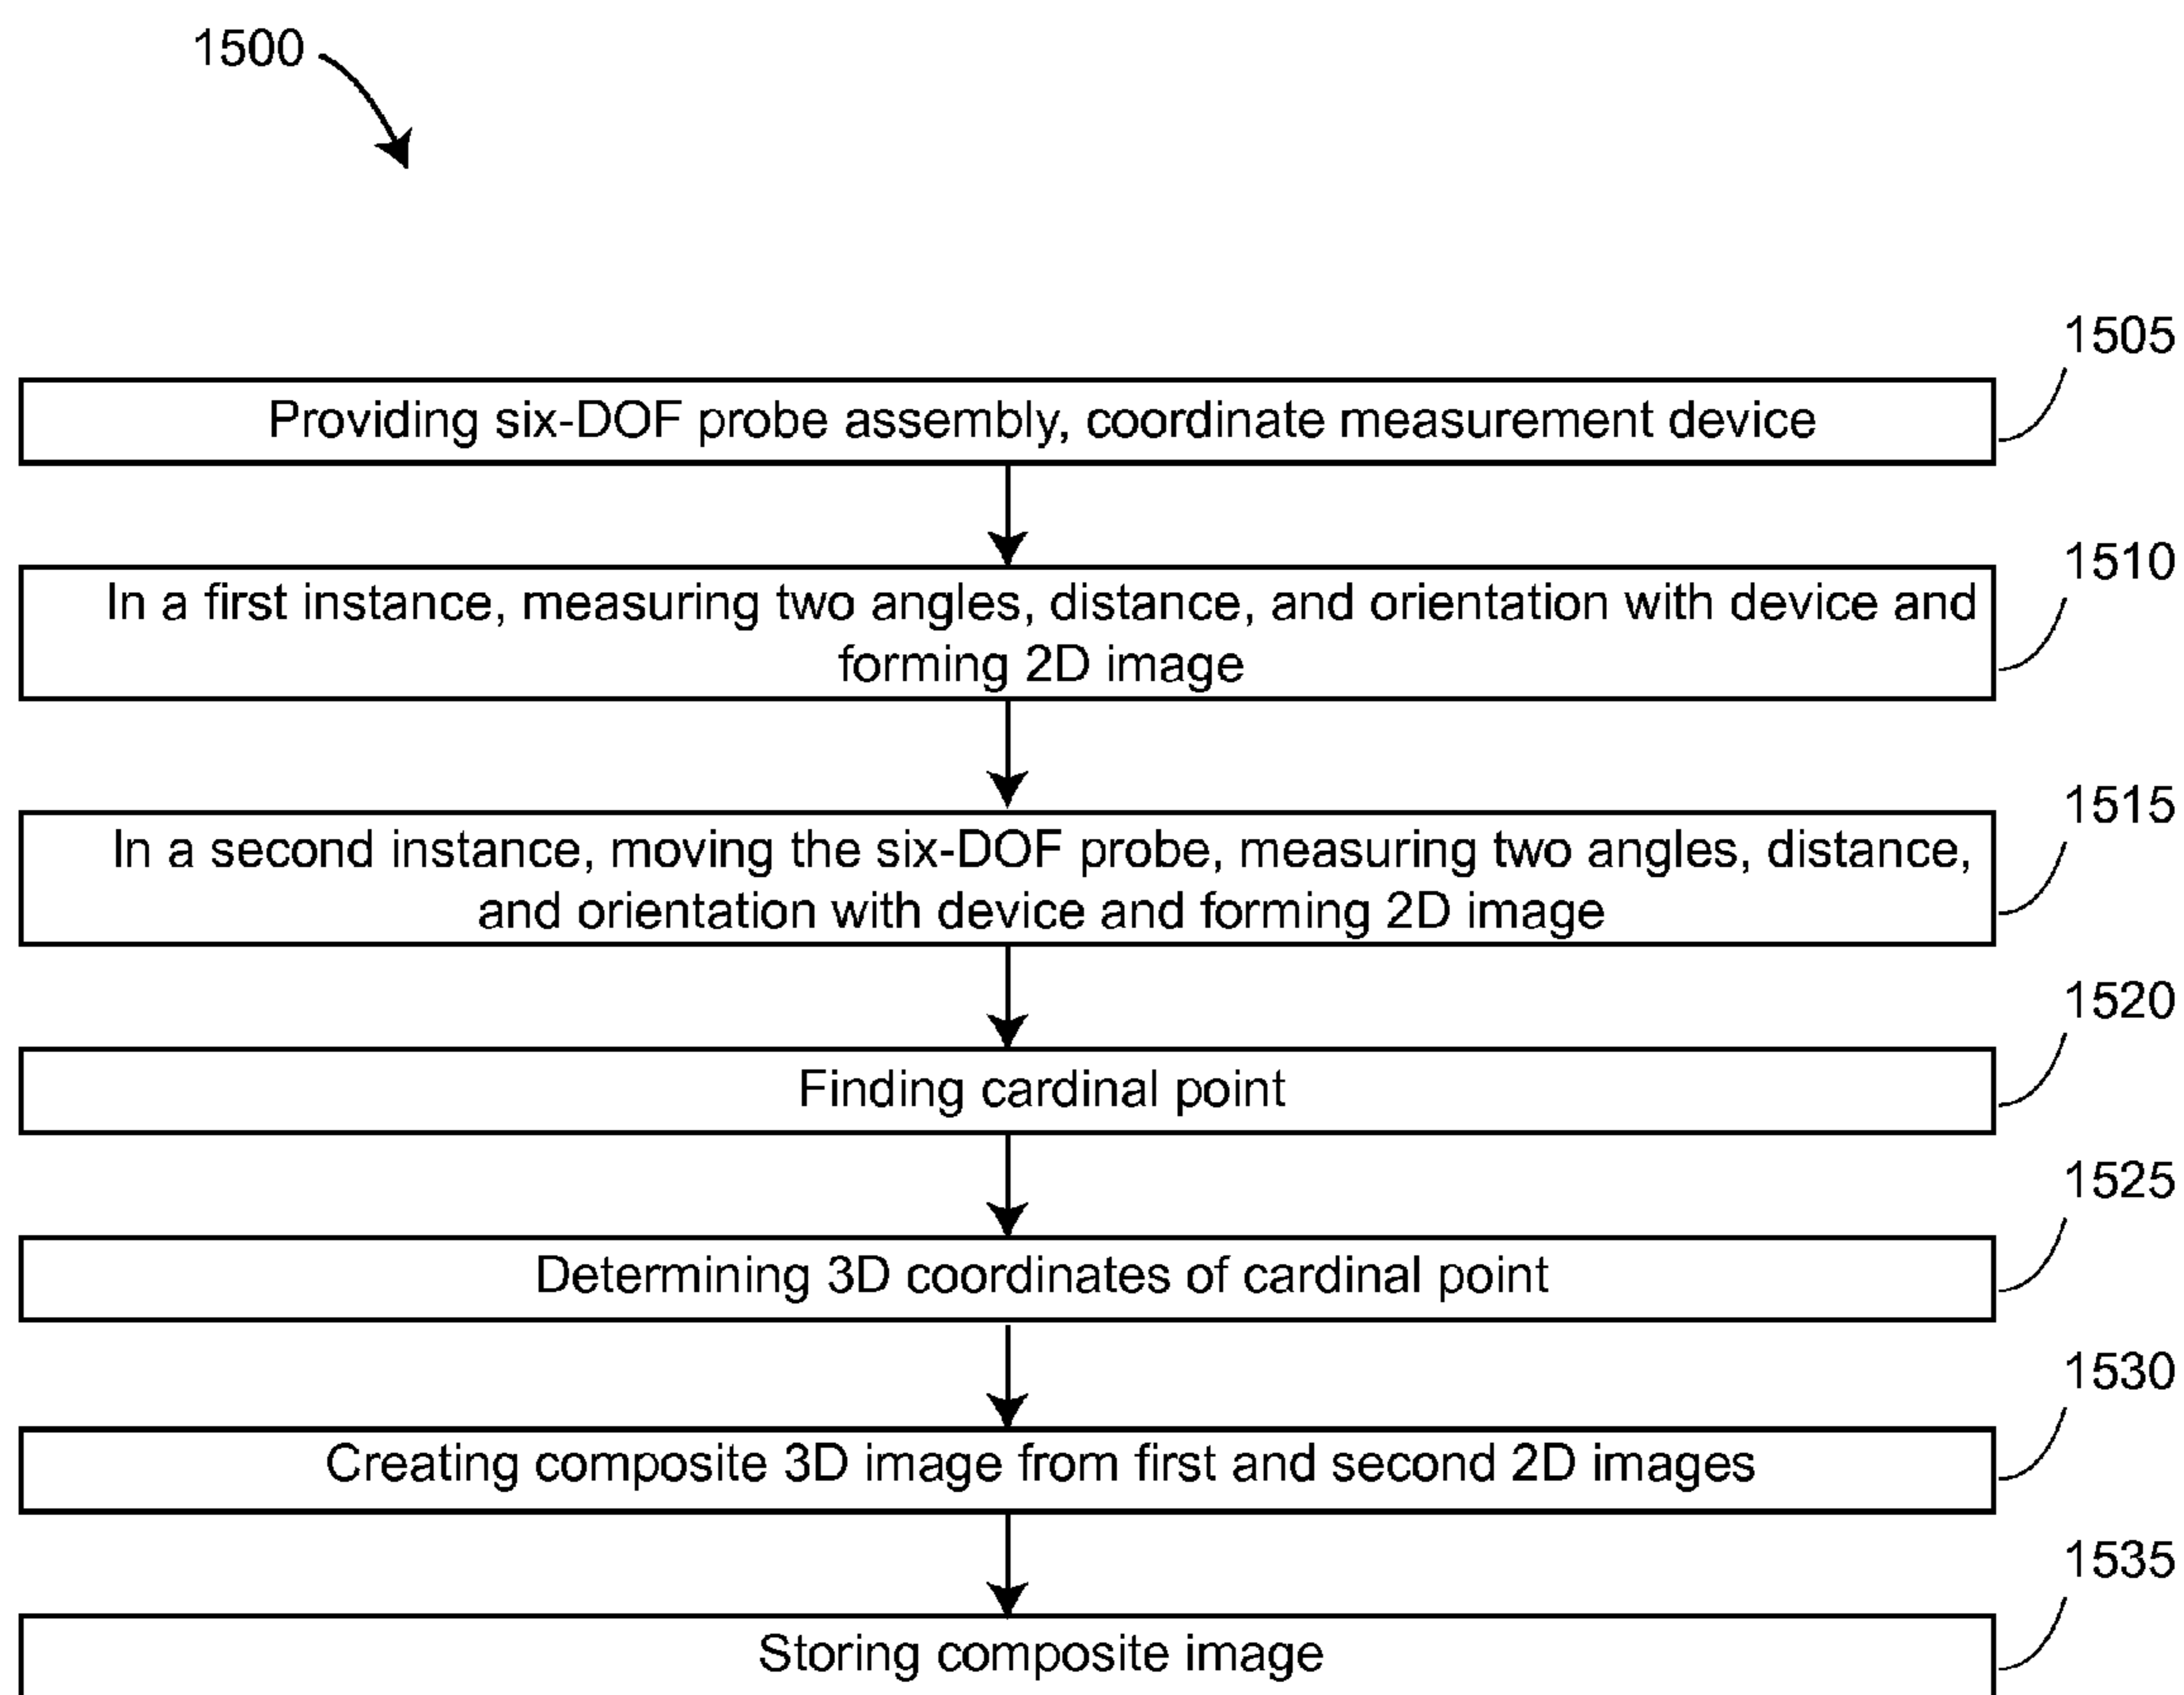 1500
1505
Providing six-DOF probe assembly, coordinate measurement device
1510
In a first instance, measuring two angles, distance, and orientation with device and
forming 2D image
1515
In a second instance, moving the six-DOF probe, measuring two angles, distance,
and orientation with device and forming 2D image
1520
Finding cardinal point
1525
Determining 3D coordinates of cardinal point
1530
Creating composite 3D image from first and second 2D images
1535
Storing composite image